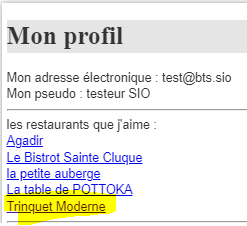 Mon profil
Mon adresse électronique : test@bts.sio
Mon pseudo : testeur SIO
les restaurants que j'aime :
Agadir
Le Bistrot Sainte Cluque
la petite auberge
La table de POTTOKA
Trinquet Moderne